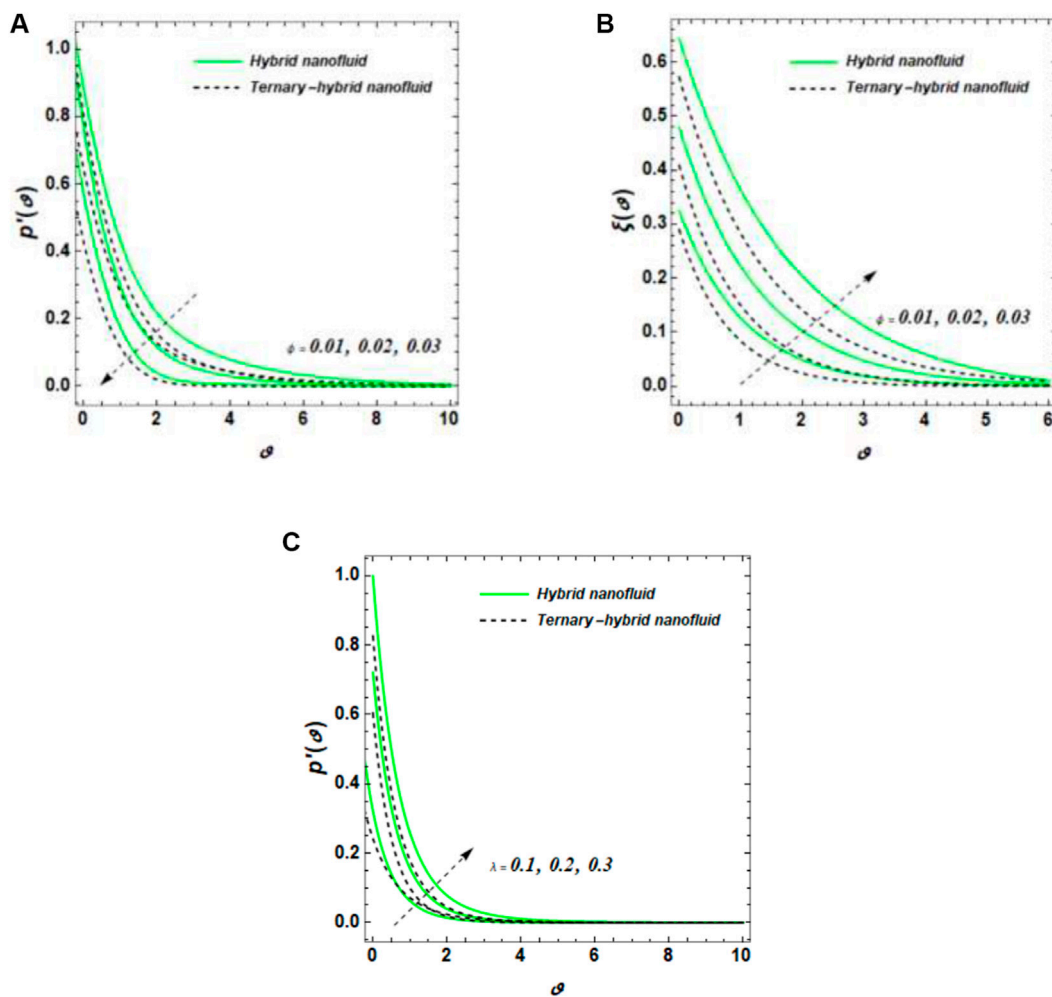 A
1.0
0.8
0.6
0.4
0.2
0.0
p'(ϑ)
Hybrid nanofluid
Ternary-hybrid nanofluid
ϕ = 0.01, 0.02, 0.03
0 2 4 6 8 10
ϑ
B
0.6
0.5
0.4
0.3
0.2
0.1
0.0
ξ(ϑ)
Hybrid nanofluid
Ternary-hybrid nanofluid
ϕ = 0.01, 0.02, 0.03
0 1 2 3 4 5 6
ϑ
C
1.0
0.8
0.6
0.4
0.2
0.0
p'(ϑ)
Hybrid nanofluid
Ternary-hybrid nanofluid
λ = 0.1, 0.2, 0.3
0 2 4 6 8 10
ϑ